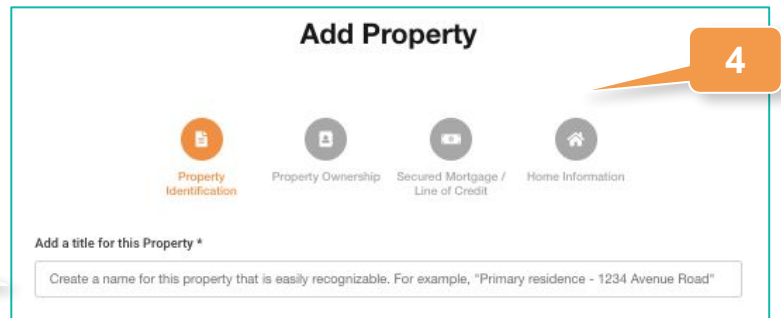 Add Property
4
Property
Identification
Property Ownership
Secured Mortgage /
Line of Credit
Home Information
Add a title for this Property *
Create a name for this property that is easily recognizable. For example, "Primary residence - 1234 Avenue Road"